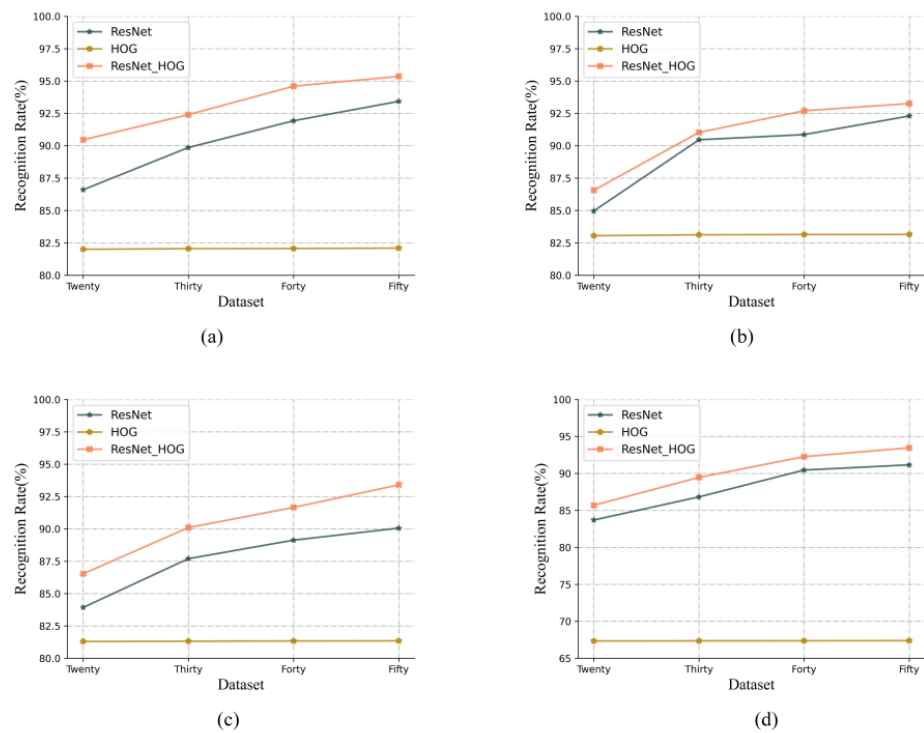 100.0
97.5
95.0
92.5
90.0
87.5
85.0
82.5
80.0
Recognition Rate(%)
ResNet
HOG
ResNet_HOG
Twenty Thirty Forty Fifty
Dataset
(a)
100.0
97.5
95.0
92.5
90.0
87.5
85.0
82.5
80.0
Recognition Rate(%)
ResNet
HOG
ResNet_HOG
Twenty Thirty Forty Fifty
Dataset
(b)
100.0
97.5
95.0
92.5
90.0
87.5
85.0
82.5
80.0
Recognition Rate(%)
ResNet
HOG
ResNet_HOG
Twenty Thirty Forty Fifty
Dataset
(c)
100
95
90
85
80
75
70
65
Recognition Rate(%)
ResNet
HOG
ResNet_HOG
Twenty Thirty Forty Fifty
Dataset
(d)